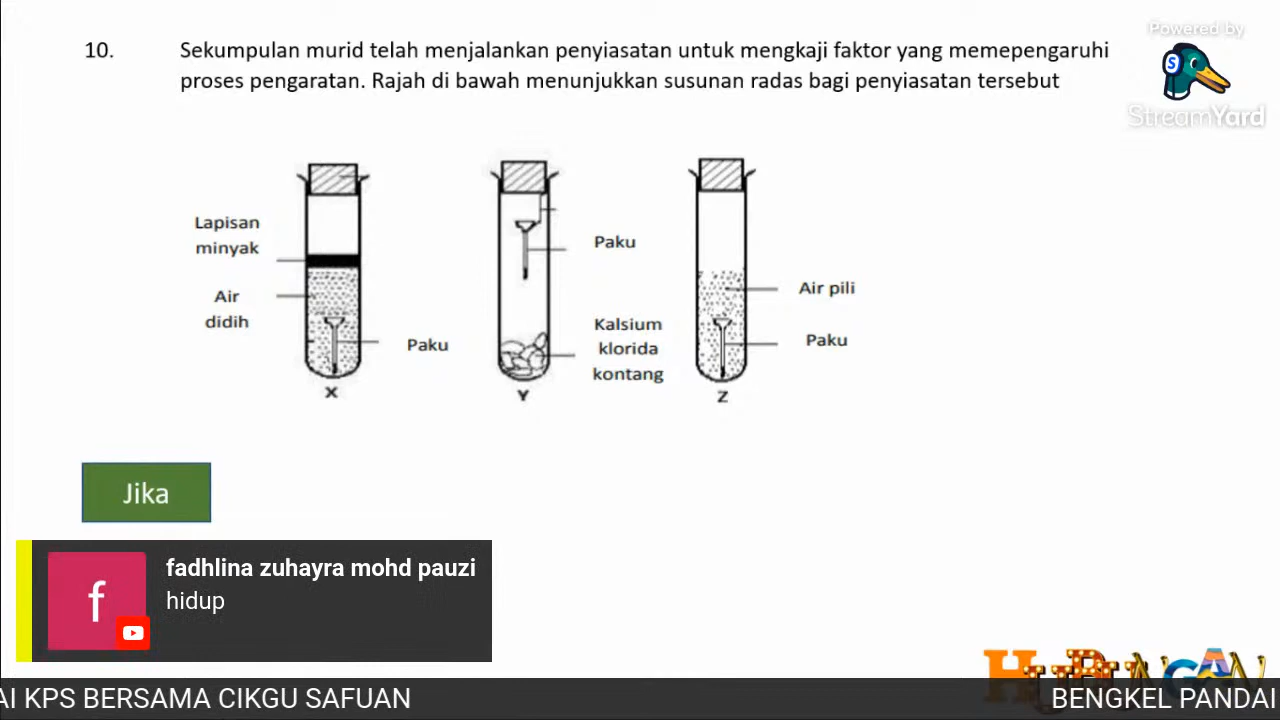 10. Sekumpulan murid telah menjalankan penyiasatan untuk mengkaji faktor yang memepengaruhi
proses pengaratan. Rajah di bawah menunjukkan susunan radas bagi penyiasatan tersebut
Powered by
S
StreamYard
Lapisan
minyak
Air
didih
Paku
X
Paku
Kalsium
klorida
kontang
Y
Air pili
Paku
Z
Jika
f
fadhlina zuhayra mohd pauzi
hidup
HUBUNGAN
AI KPS BERSAMA CIKGU SAFUAN
BENGKEL PANDAI